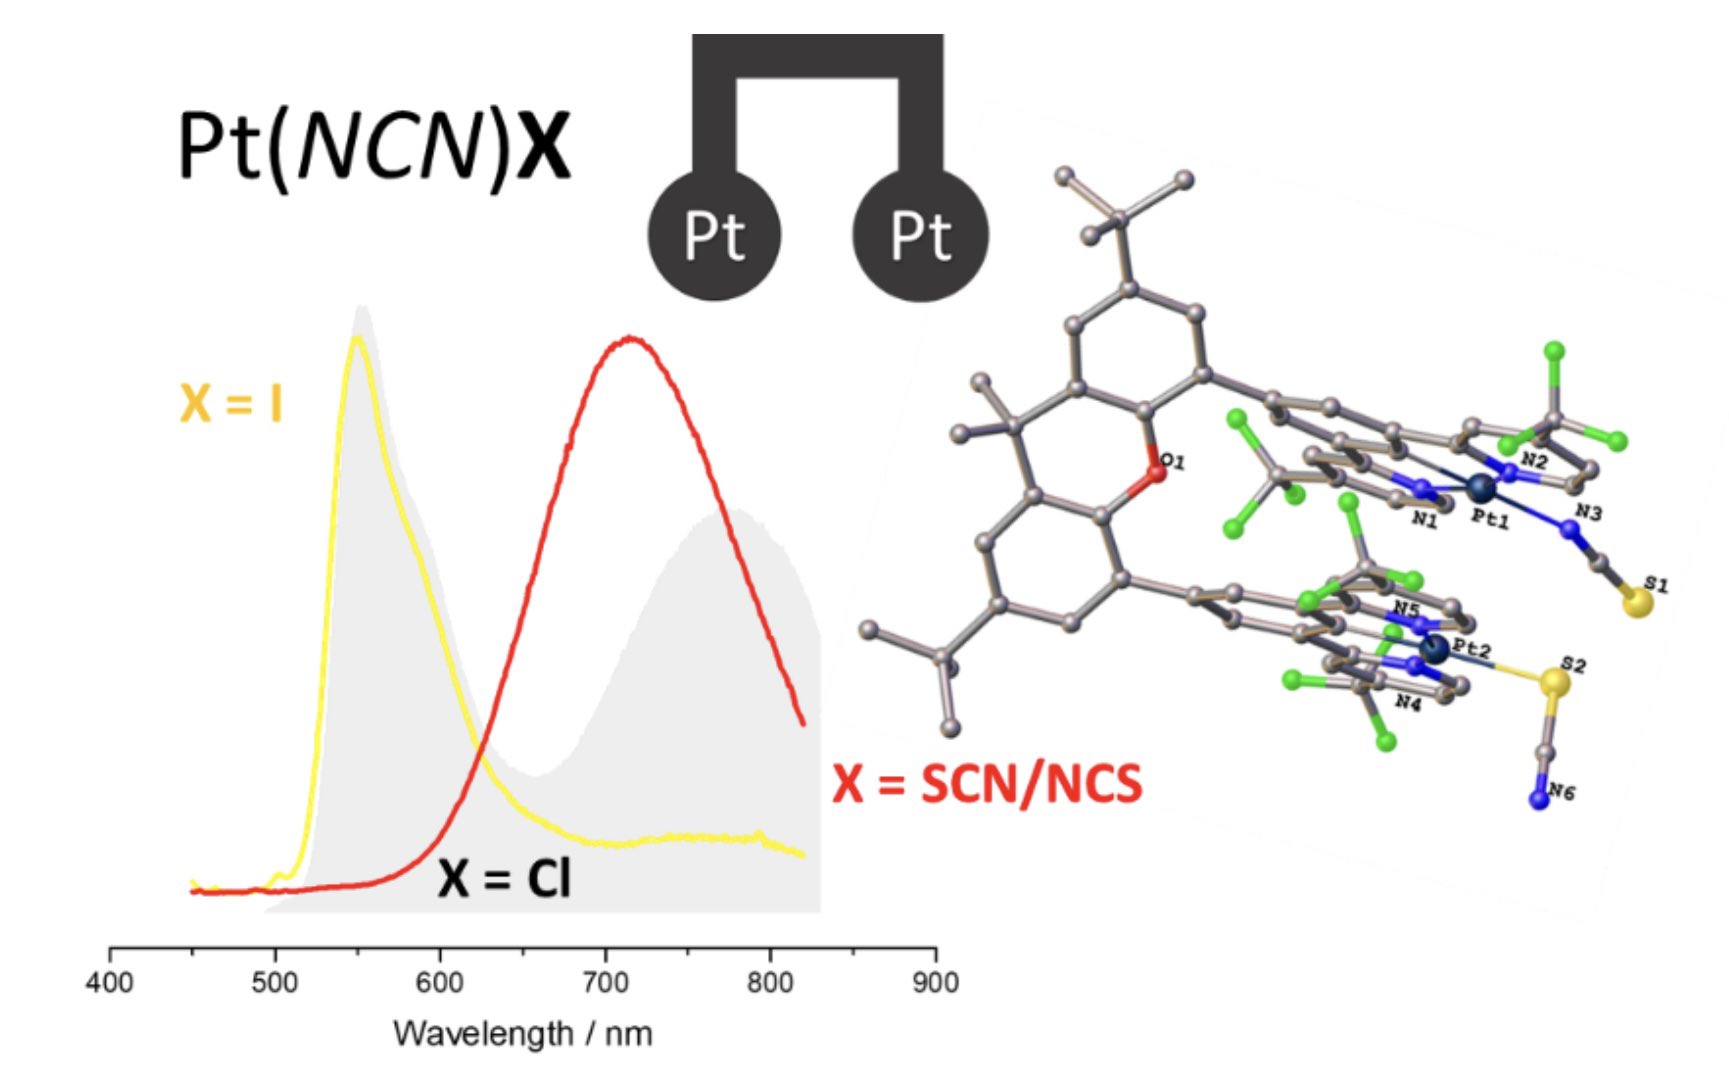 Pt(NCN)X
Pt Pt
X = I
X = SCN/NCS
X = Cl
400 500 600 700 800 900
Wavelength / nm
O1
N2
N1
Pt1
N3
S1
N5
Pt2
S2
N4
N6